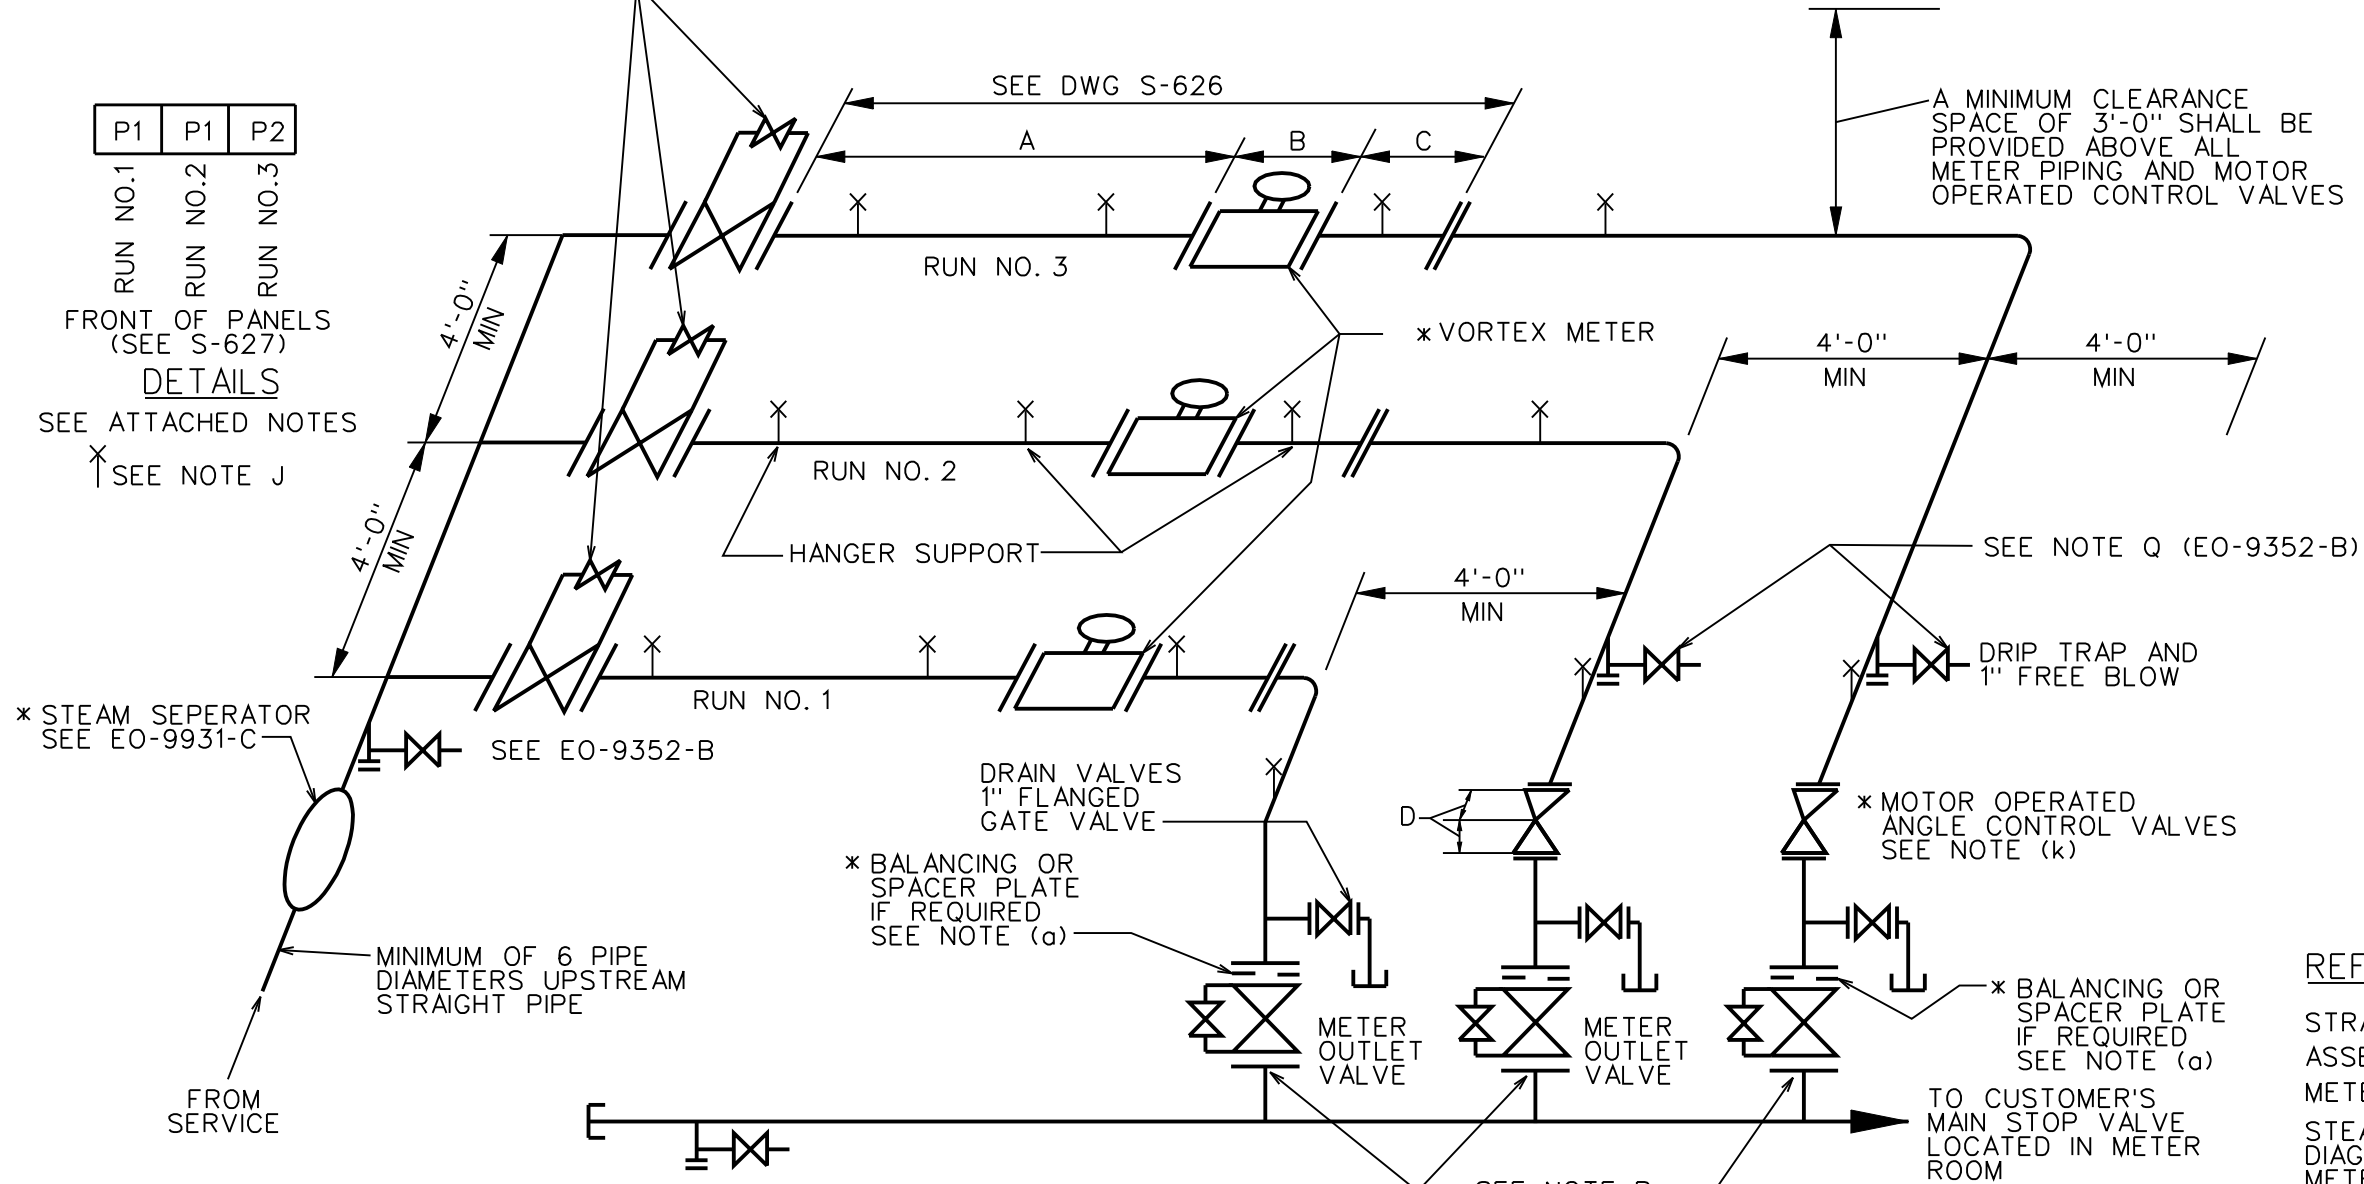 SEE DWG S-626
A
B
C
A MINIMUM CLEARANCE
SPACE OF 3'-0" SHALL BE
PROVIDED ABOVE ALL
METER PIPING AND MOTOR
OPERATED CONTROL VALVES
P1 P1 P2
RUN NO.1
RUN NO.2
RUN NO.3
FRONT OF PANELS
(SEE S-627)
DETAILS
SEE ATTACHED NOTES
SEE NOTE J
4'-0"
MIN
4'-0"
MIN
RUN NO. 3
* VORTEX METER
4'-0"
MIN
4'-0"
MIN
RUN NO. 2
HANGER SUPPORT
SEE NOTE Q (EO-9352-B)
4'-0"
MIN
DRIP TRAP AND
1" FREE BLOW
RUN NO. 1
* STEAM SEPERATOR
SEE EO-9931-C
SEE EO-9352-B
DRAIN VALVES
1" FLANGED
GATE VALVE
D
* MOTOR OPERATED
ANGLE CONTROL VALVES
SEE NOTE (k)
* BALANCING OR
SPACER PLATE
IF REQUIRED
SEE NOTE (a)
MINIMUM OF 6 PIPE
DIAMETERS UPSTREAM
STRAIGHT PIPE
METER
OUTLET
VALVE
METER
OUTLET
VALVE
* BALANCING OR
SPACER PLATE
IF REQUIRED
SEE NOTE (a)
FROM
SERVICE
TO CUSTOMER'S
MAIN STOP VALVE
LOCATED IN METER
ROOM
REF
STRA
ASSE
METE
STEA
DIAG
METE